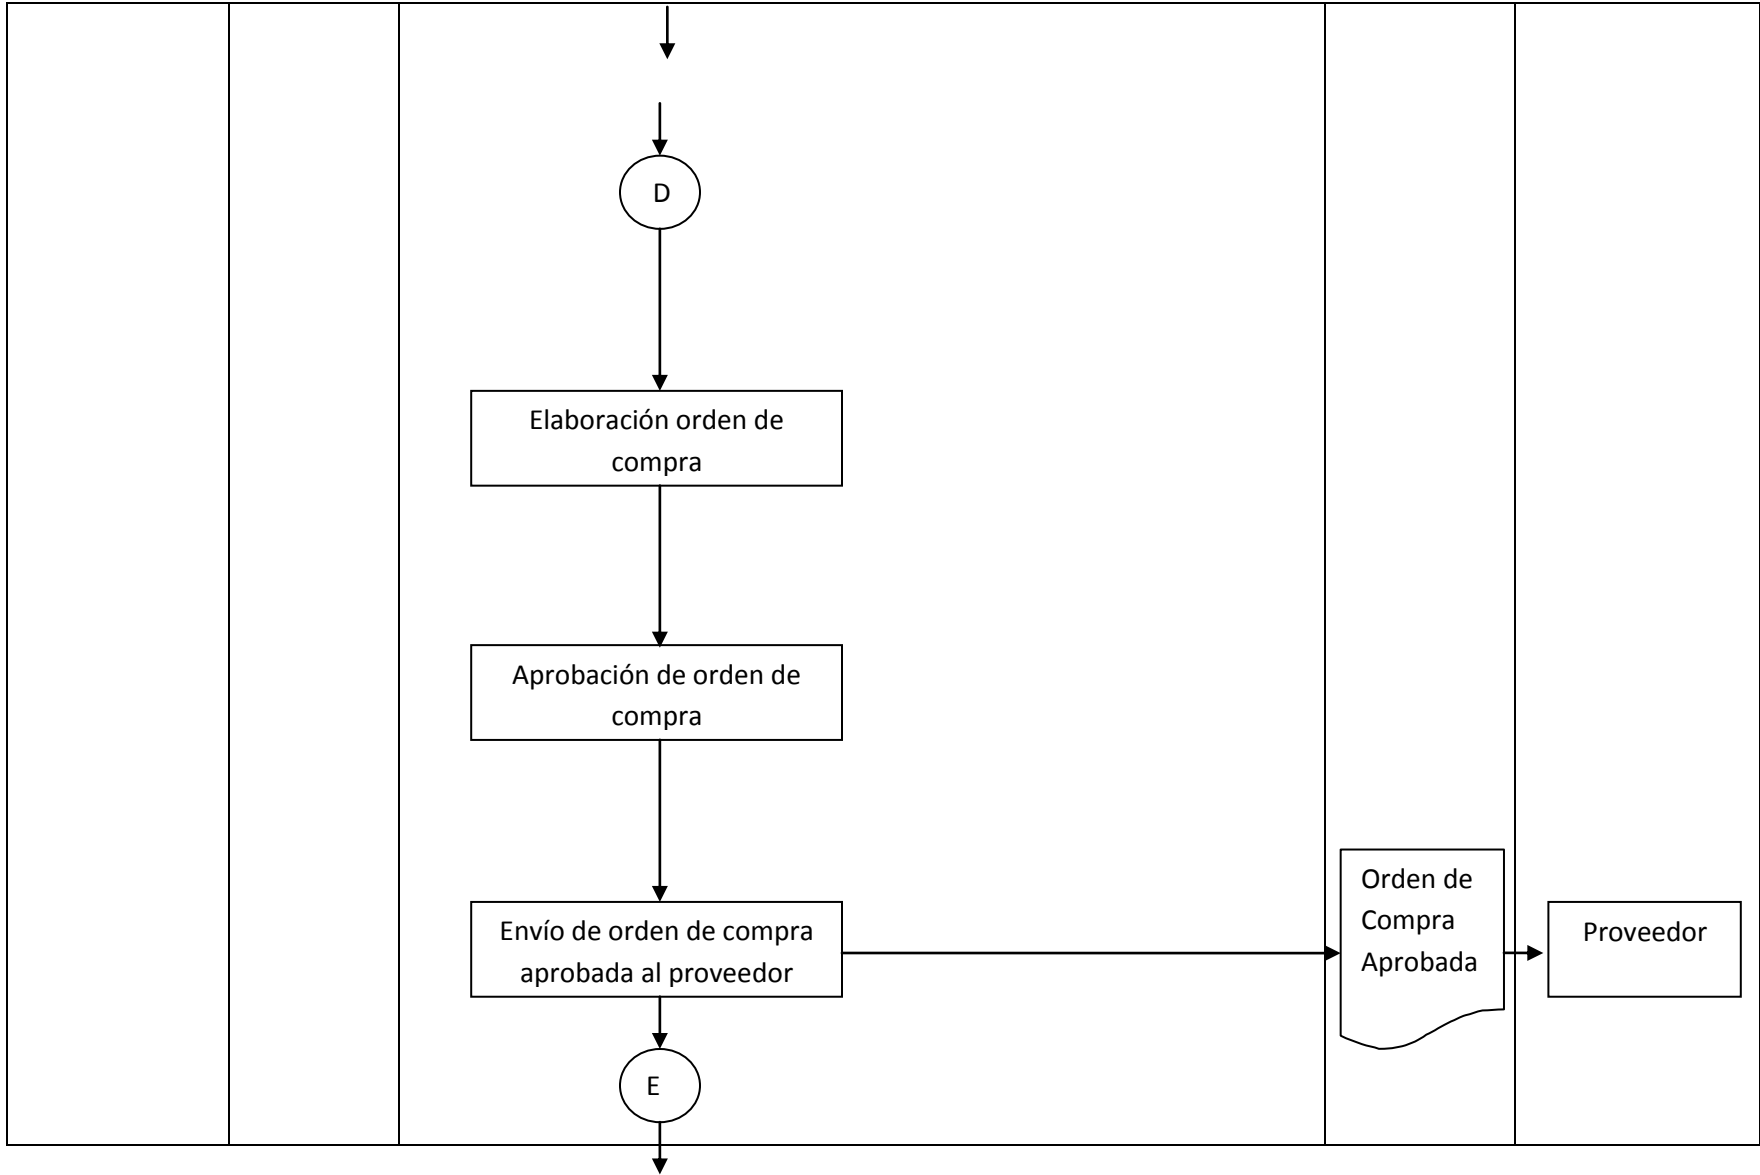 D
Elaboración orden de
compra
Aprobación de orden de
compra
Envío de orden de compra
aprobada al proveedor
Orden de
Compra
Aprobada
Proveedor
E